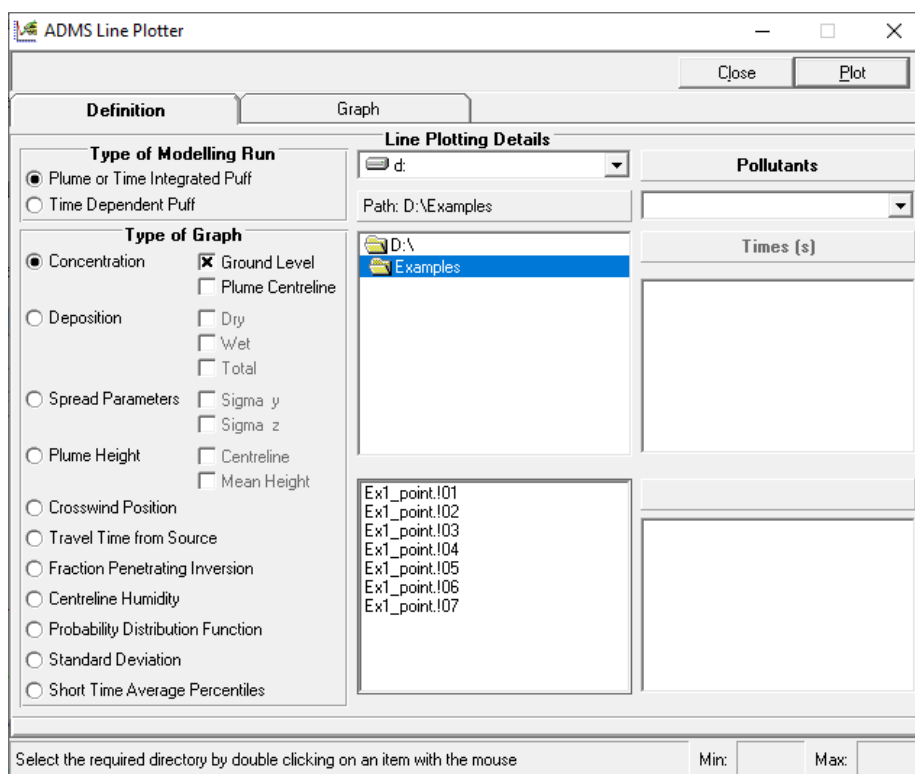 ADMS Line Plotter
Close
Plot
Definition
Graph
Line Plotting Details
Type of Modelling Run
Plume or Time Integrated Puff
Time Dependent Puff
Type of Graph
Concentration
Ground Level
Plume Centreline
Deposition
Dry
Wet
Total
Spread Parameters
Sigma y
Sigma z
Plume Height
Centreline
Mean Height
Crosswind Position
Travel Time from Source
Fraction Penetrating Inversion
Centreline Humidity
Probability Distribution Function
Standard Deviation
Short Time Average Percentiles
d:
Path: D:\Examples
D:\
Examples
Ex1_point.!01
Ex1_point.!02
Ex1_point.!03
Ex1_point.!04
Ex1_point.!05
Ex1_point.!06
Ex1_point.!07
Pollutants
Times (s)
Select the required directory by double clicking on an item with the mouse
Min:
Max: